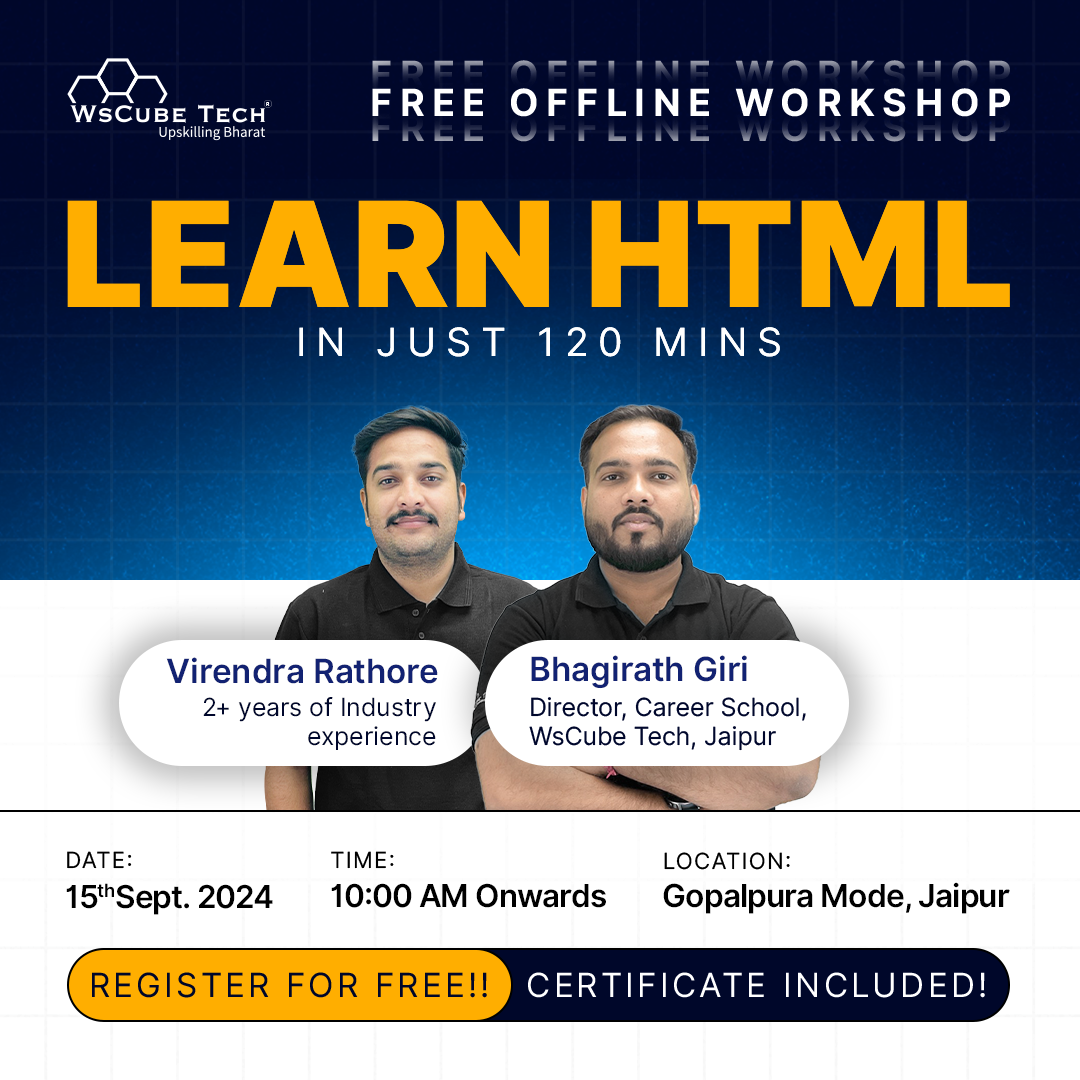 WsCube Tech®
Upskilling Bharat
FREE OFFLINE WORKSHOP
FREE OFFLINE WORKSHOP
FREE OFFLINE WORKSHOP
LEARN HTML
IN JUST 120 MINS
Virendra Rathore
2+ years of Industry
experience
Bhagirath Giri
Director, Career School,
WsCube Tech, Jaipur
DATE:
15thSept. 2024
TIME:
10:00 AM Onwards
LOCATION:
Gopalpura Mode, Jaipur
REGISTER FOR FREE!!
CERTIFICATE INCLUDED!